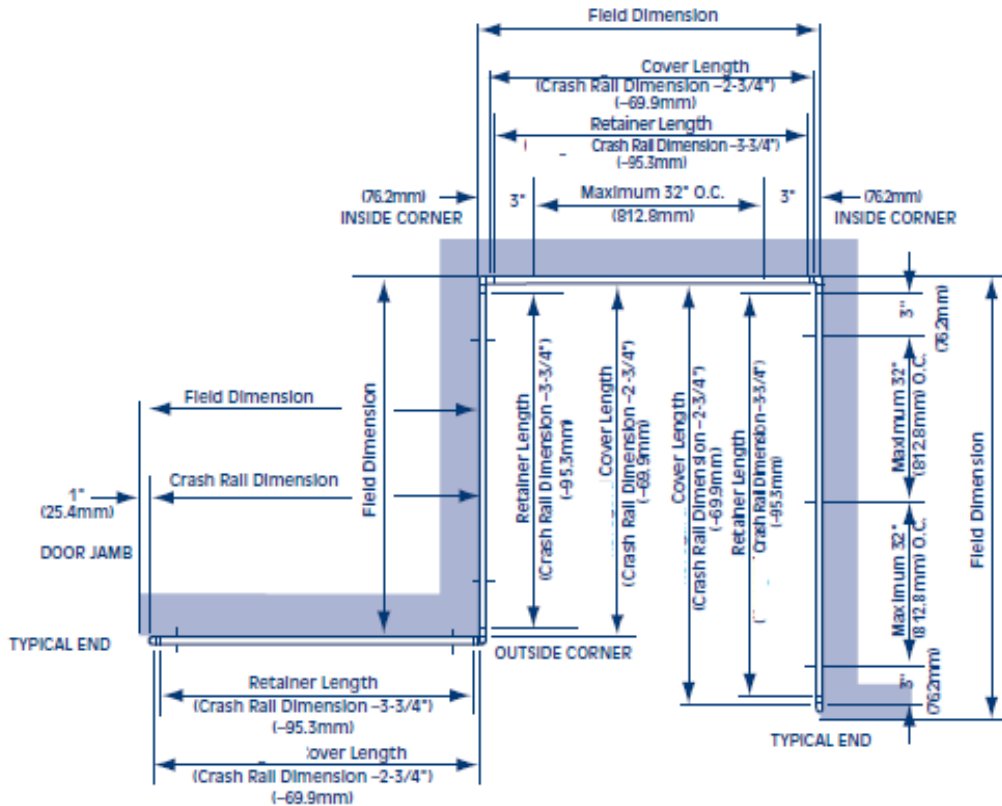 Field Dimension
Cover Length
(Crash Rail Dimension –2-3/4")
(–69.9mm)
Retainer Length
Crash Rail Dimension –3-3/4")
(–95.3mm)
(76.2mm)
INSIDE CORNER
3"
Maximum 32" O.C.
(812.8mm)
3"
(76.2mm)
INSIDE CORNER
Field Dimension
Crash Rail Dimension
1"
(25.4mm)
DOOR JAMB
TYPICAL END
Field Dimension
Retainer Length
(Crash Rail Dimension –3-3/4")
(–95.3mm)
Cover Length
(Crash Rail Dimension –2-3/4")
(–69.9mm)
Cover Length
(Crash Rail Dimension –2-3/4")
(–69.9mm)
Retainer Length
Crash Rail Dimension –3-3/4")
(–95.3mm)
3"
(76.2mm)
Maximum 32"
(812.8mm) O.C.
Maximum 32"
(812.8mm) O.C.
3"
(76.2mm)
Field Dimension
OUTSIDE CORNER
TYPICAL END
Retainer Length
(Crash Rail Dimension –3-3/4")
(–95.3mm)
over Length
(Crash Rail Dimension –2-3/4")
(–69.9mm)